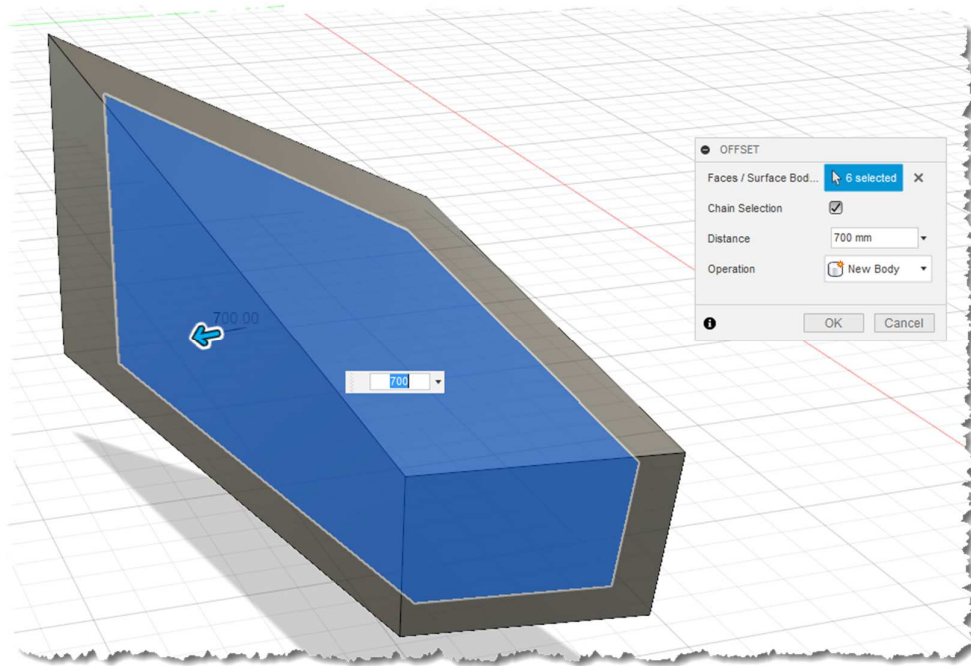 OFFSET
Faces / Surface Bod... 6 selected
Chain Selection
Distance 700 mm
Operation New Body
OK Cancel
700.00
700